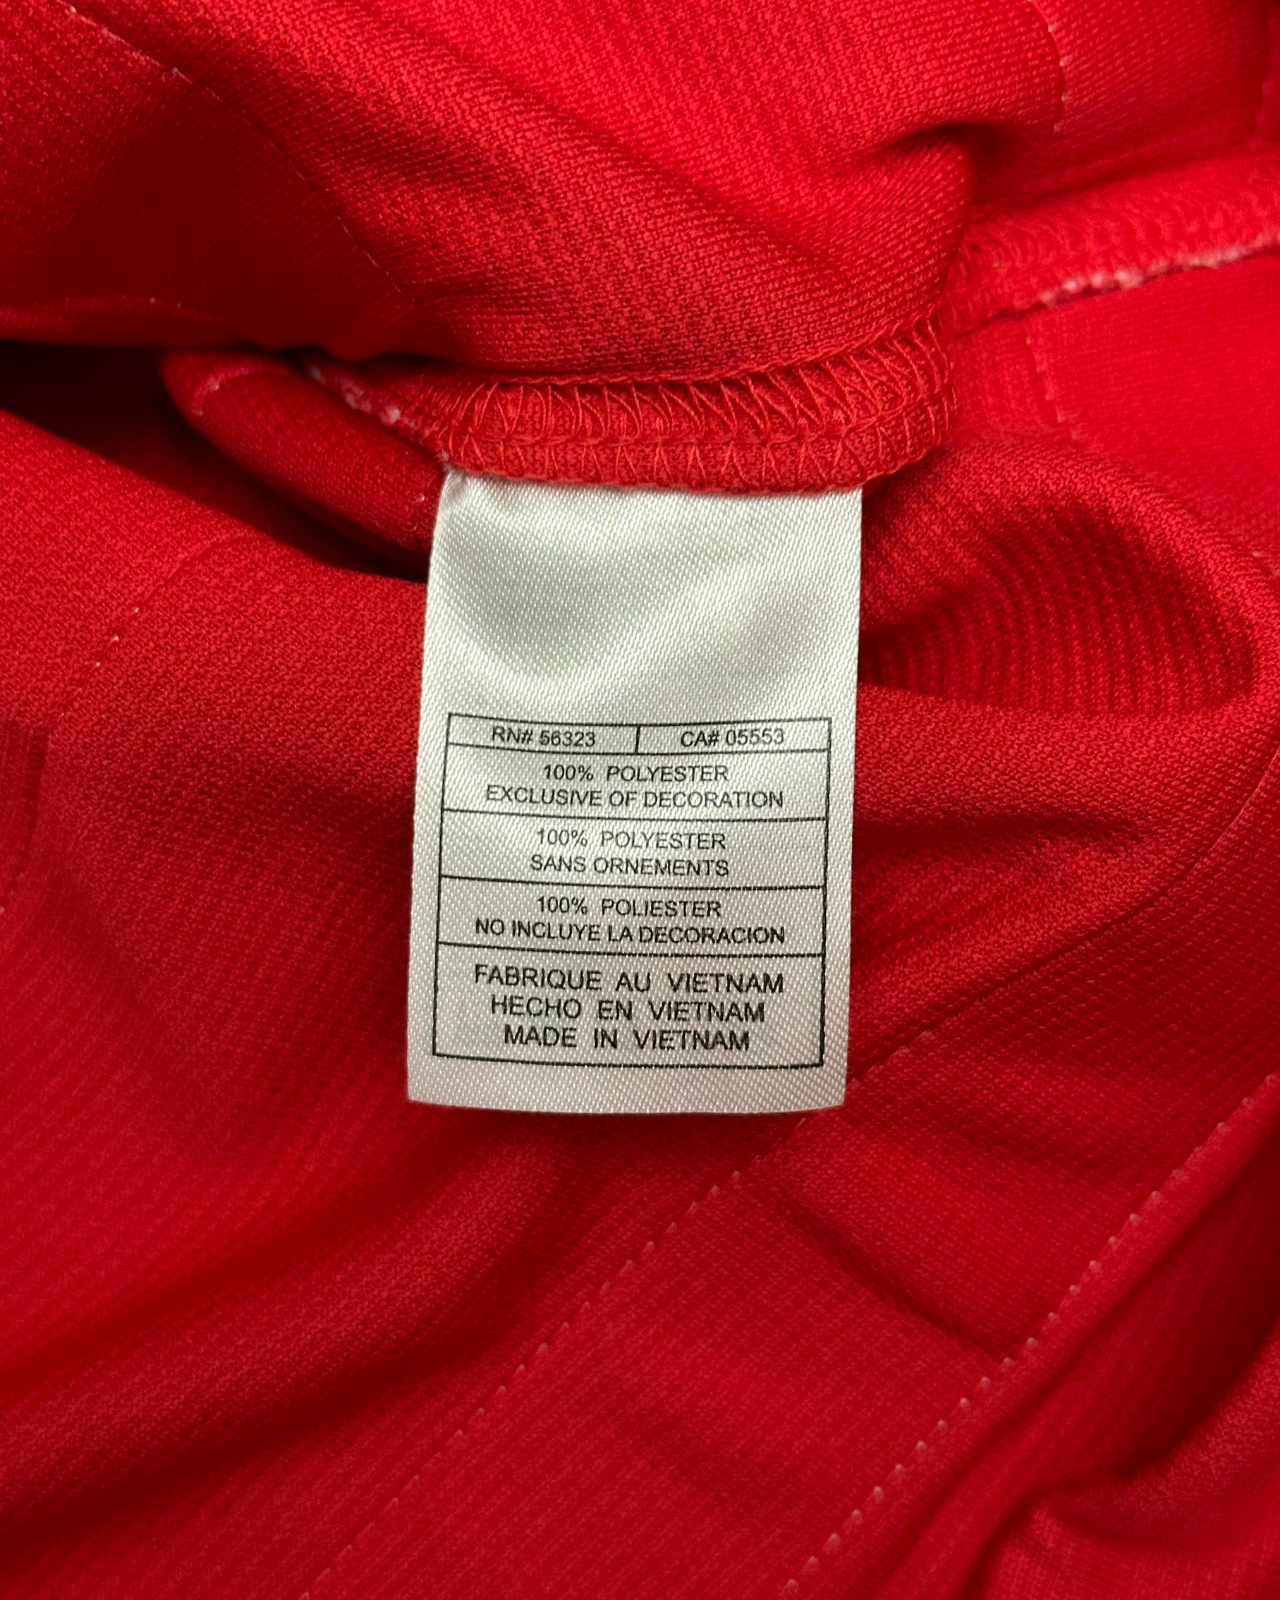 RN# 56323 CA# 05553
100% POLYESTER
EXCLUSIVE OF DECORATION
100% POLYESTER
SANS ORNEMENTS
100% POLIESTER
NO INCLUYE LA DECORACION
FABRIQUE AU VIETNAM
HECHO EN VIETNAM
MADE IN VIETNAM